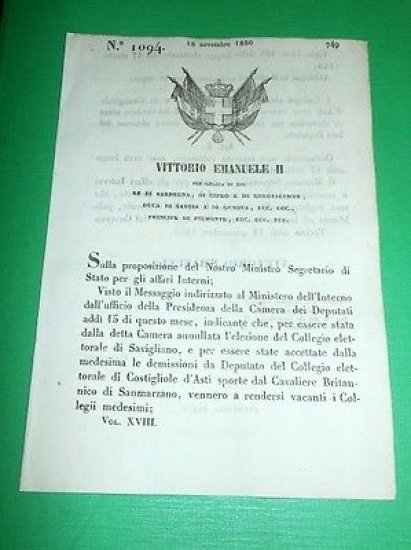 N.° 1094.
18 novembre 1850
749
VITTORIO EMANUELE II
PER GRAZIA DI DIO
RE DI SARDEGNA, DI CIPRO E DI GERUSALEMME,
DUCA DI SAVOIA E DI GENOVA, ECC. ECC.,
PRINCIPE DI PIEMONTE, ECC. ECC. ECC.
Sulla proposizione del Nostro Ministro Segretario di
Stato per gli affari Interni;
Visto il Messaggio indirizzato al Ministero dell'Interno
dall'ufficio della Presidenza della Camera dei Deputati
addì 15 di questo mese, indicante che, per essere stata
dalla detta Camera annullata l'elezione del Collegio elet-
torale di Savigliano, e per essere state accettate dalla
medesima le demissioni da Deputato del Collegio elet-
torale di Costigliole d'Asti sporte dal Cavaliere Britan-
nico di Sanmarzano, vennero a rendersi vacanti i Col-
legii medesimi;
VOL. XVIII.